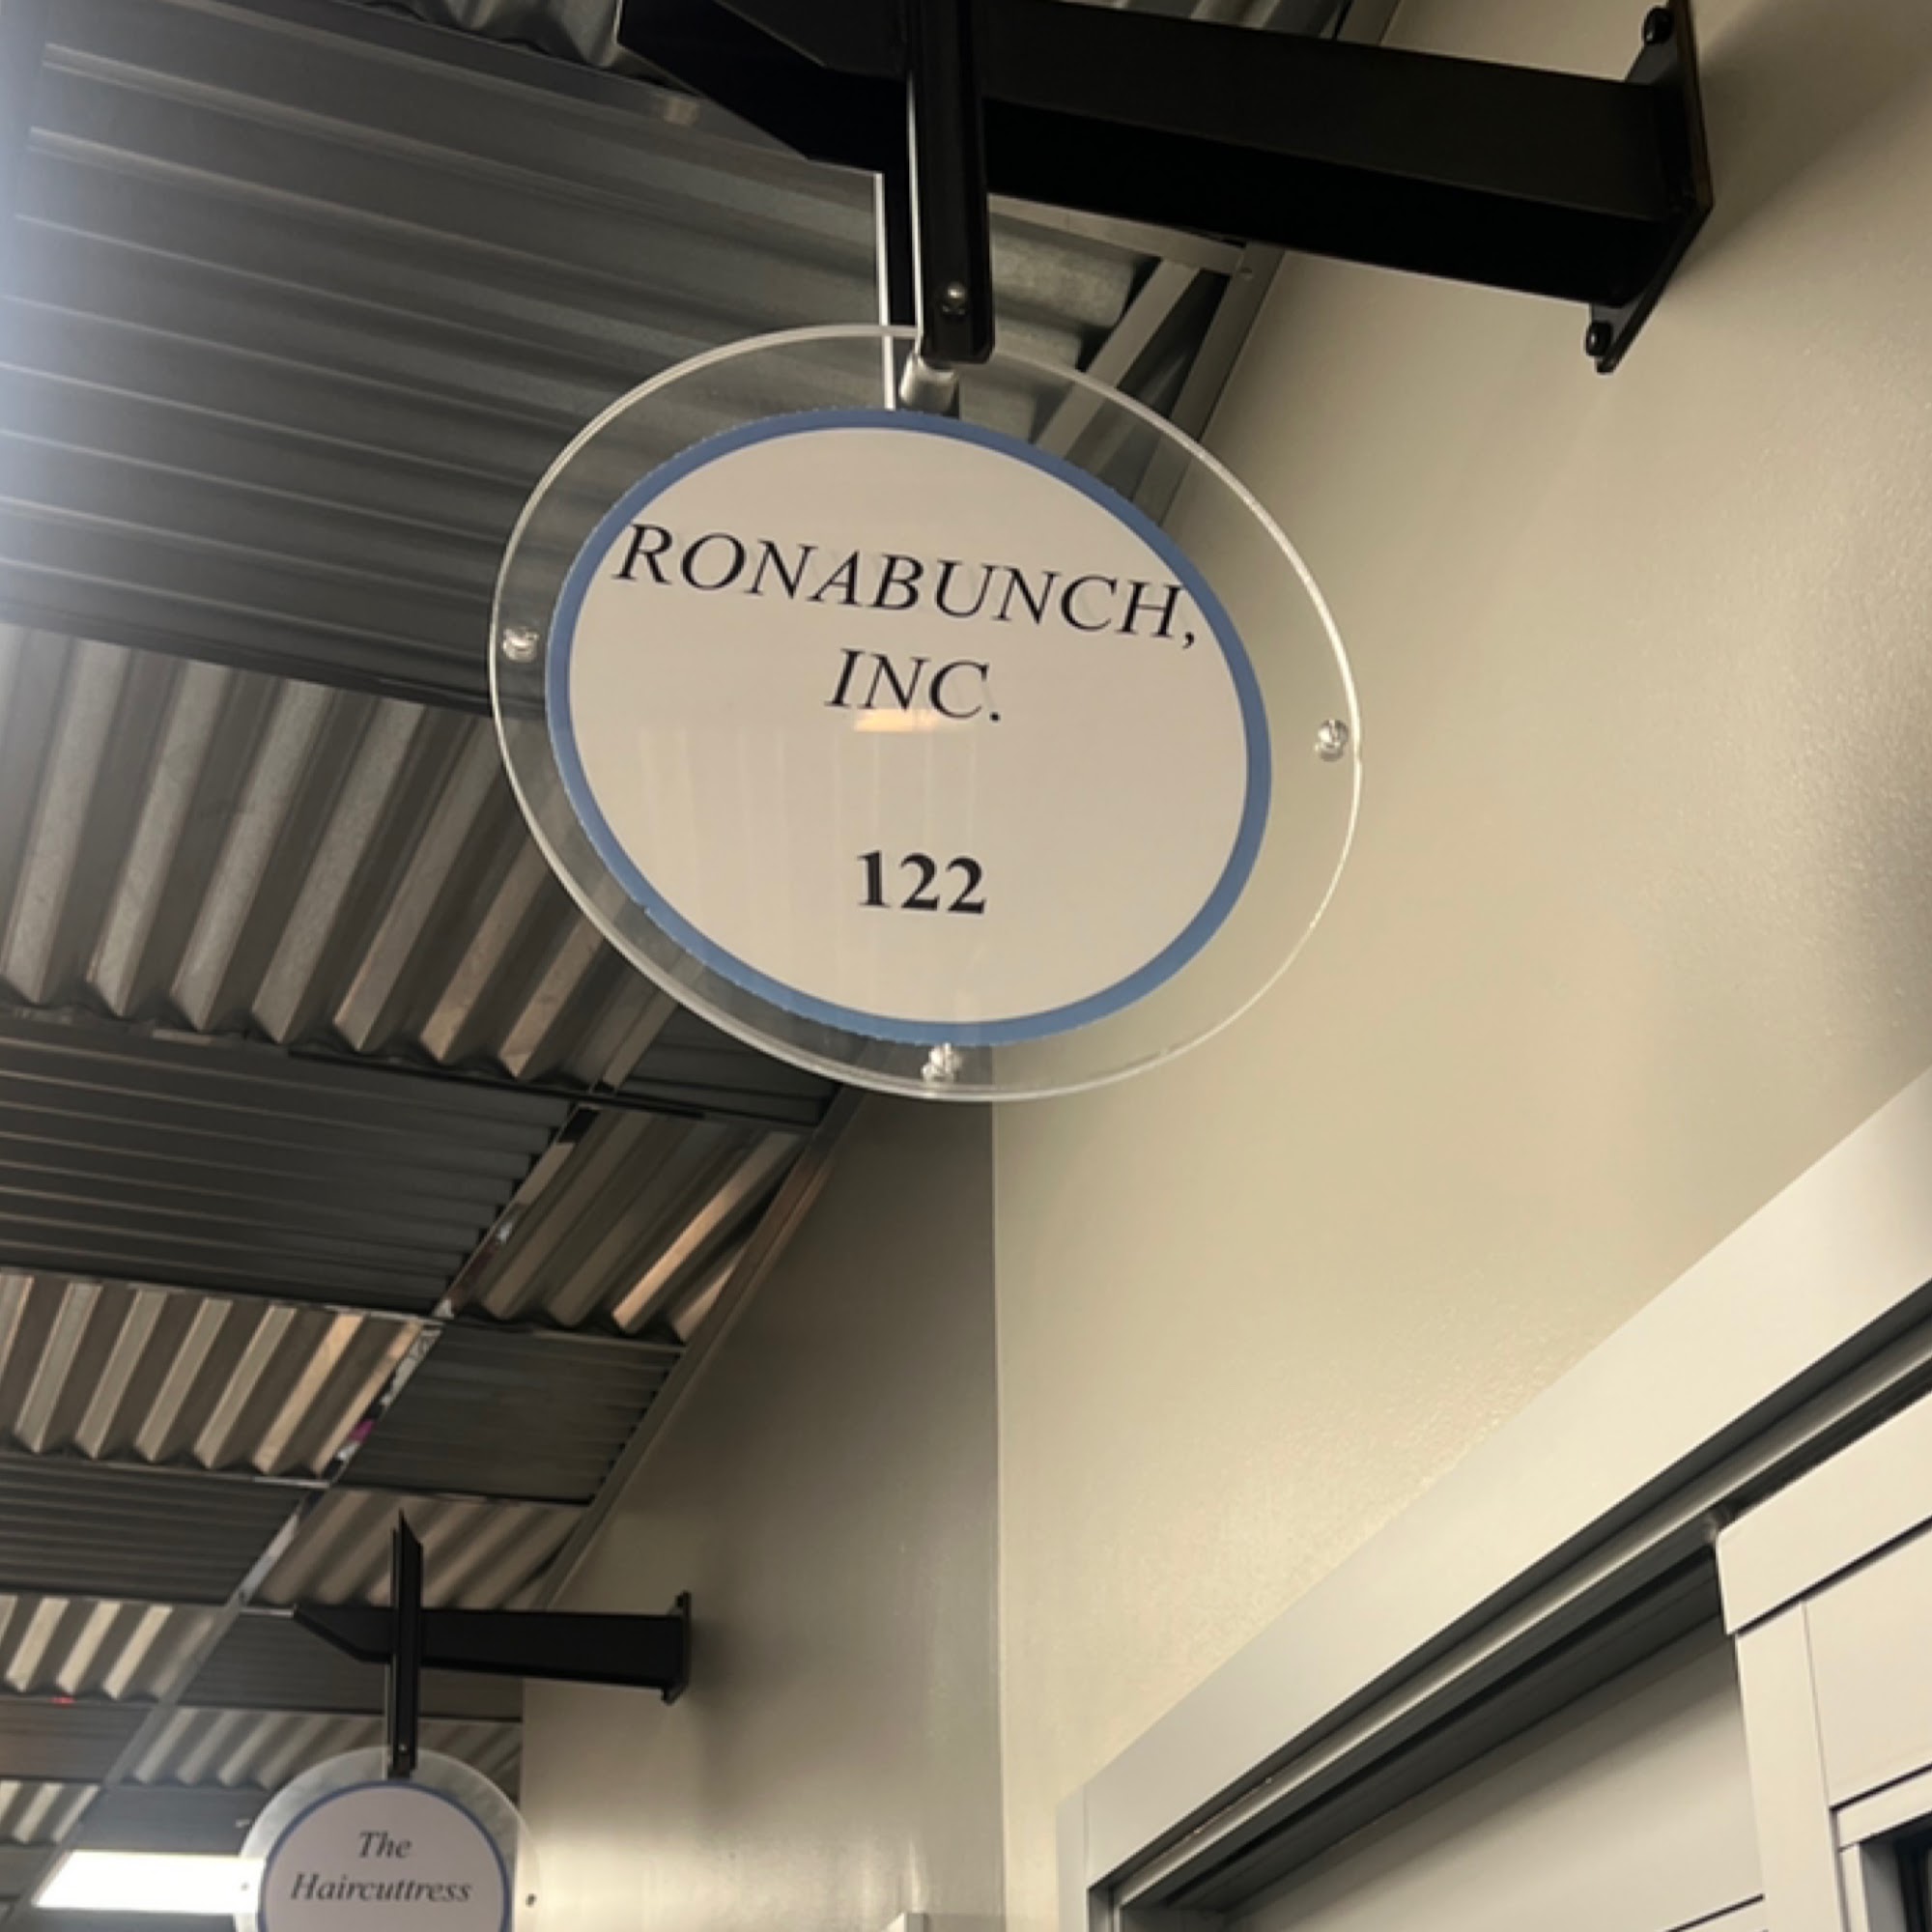 RONABUNCH,
INC.
122
The
Haircuttress